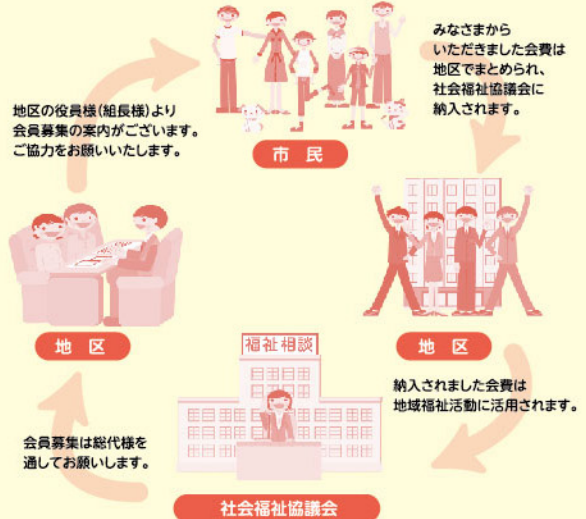 みなさまから
いただきました会費は
地区でまとめられ、
社会福祉協議会に
納入されます。
地区の役員様(組長様)より
会員募集の案内がございます。
ご協力をお願いいたします。
市民
地区
地区
福祉相談
納入されました会費は
地域福祉活動に活用されます。
会員募集は総代様を
通してお願いします。
社会福祉協議会